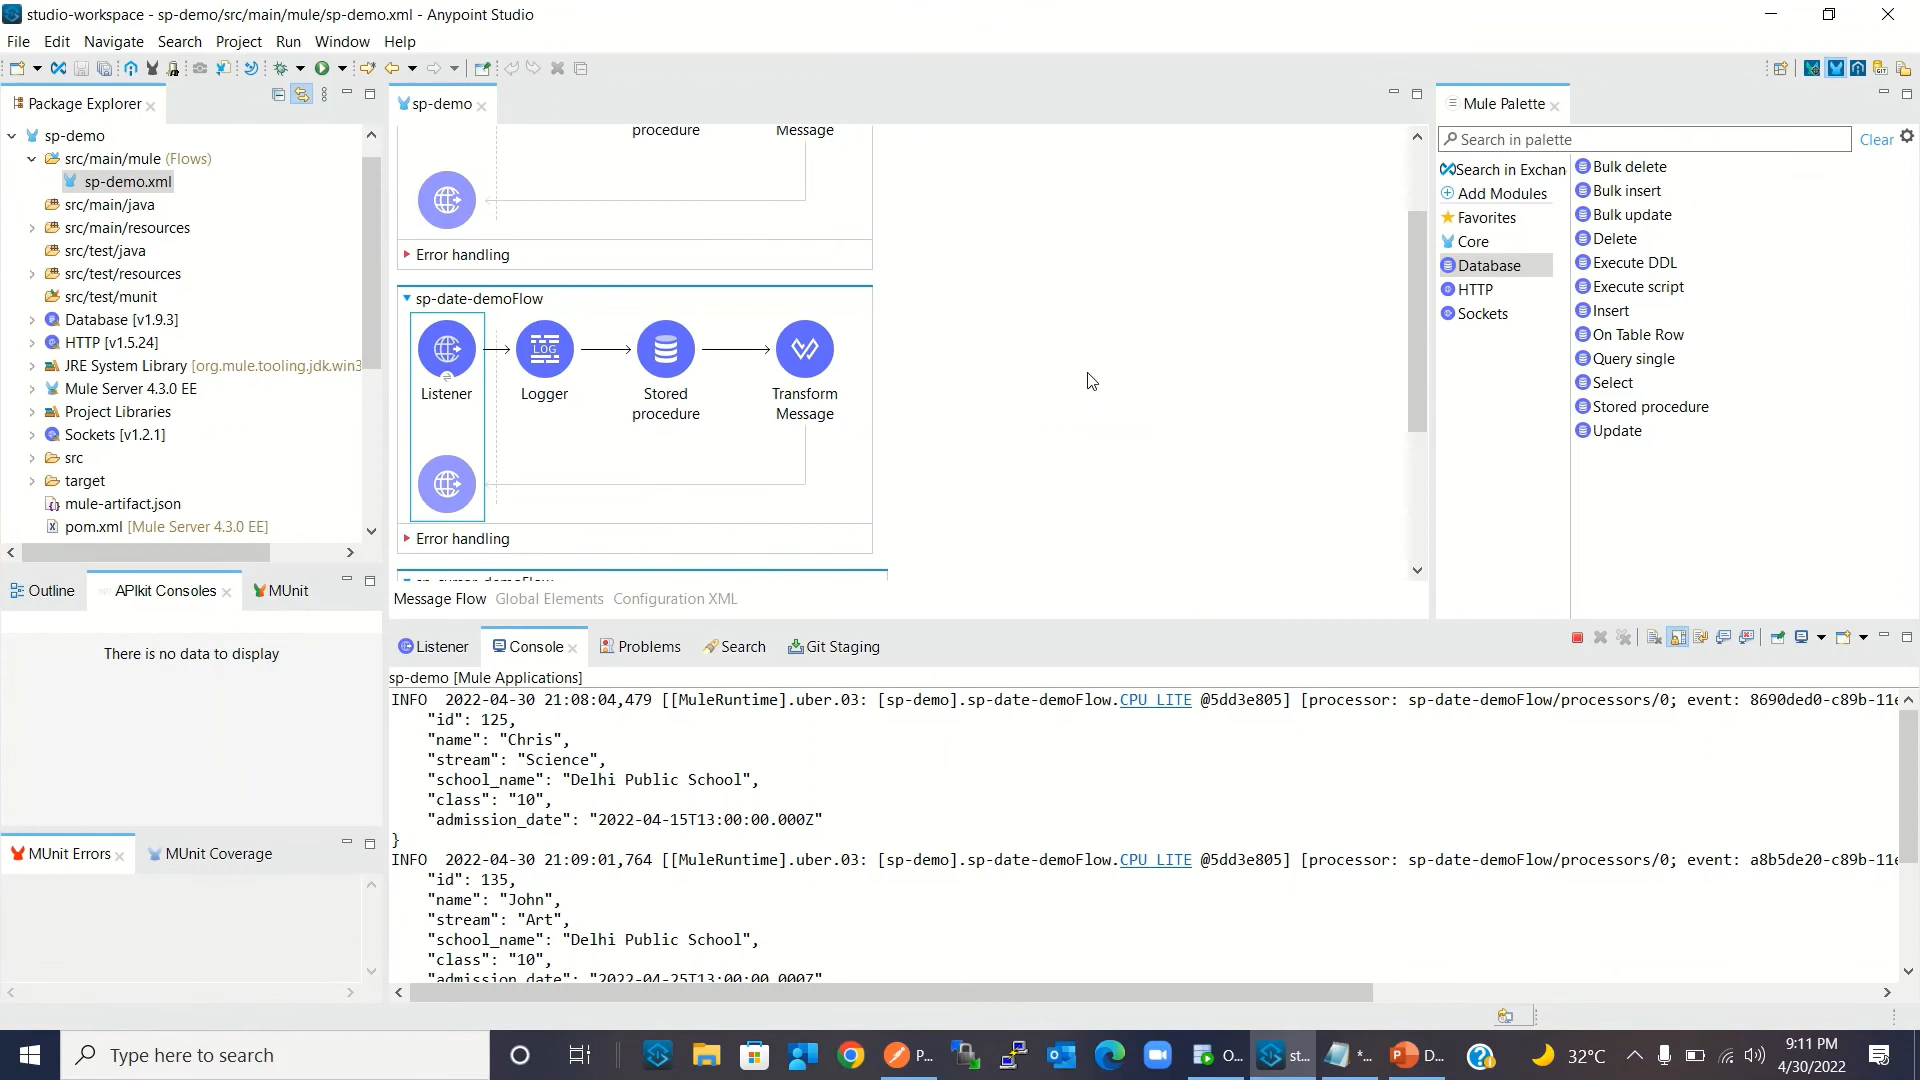 studio-workspace - sp-demo/src/main/mule/sp-demo.xml - Anypoint Studio
File Edit Navigate Search Project Run Window Help
Package Explorer
sp-demo
src/main/mule (Flows)
sp-demo.xml
src/main/java
src/main/resources
src/test/java
src/test/resources
src/test/munit
Database [v1.9.3]
HTTP [v1.5.24]
JRE System Library [org.mule.tooling.jdk.win3
Mule Server 4.3.0 EE
Project Libraries
Sockets [v1.2.1]
src
target
mule-artifact.json
pom.xml [Mule Server 4.3.0 EE]
Outline APIkit Consoles MUnit
There is no data to display
MUnit Errors MUnit Coverage
sp-demo
procedure Message
Error handling
sp-date-demoFlow
LOG
Listener Logger Stored procedure Transform Message
Error handling
Message Flow Global Elements Configuration XML
Mule Palette
Search in palette
Clear
Search in Exchan
Add Modules
Favorites
Core
Database
HTTP
Sockets
Bulk delete
Bulk insert
Bulk update
Delete
Execute DDL
Execute script
Insert
On Table Row
Query single
Select
Stored procedure
Update
Listener Console Problems Search Git Staging
sp-demo [Mule Applications]
INFO 2022-04-30 21:08:04,479 [[MuleRuntime].uber.03: [sp-demo].sp-date-demoFlow.CPU_LITE @5dd3e805] [processor: sp-date-demoFlow/processors/0; event: 8690ded0-c89b-11e
"id": 125,
"name": "Chris",
"stream": "Science",
"school_name": "Delhi Public School",
"class": "10",
"admission_date": "2022-04-15T13:00:00.000Z"
}
INFO 2022-04-30 21:09:01,764 [[MuleRuntime].uber.03: [sp-demo].sp-date-demoFlow.CPU_LITE @5dd3e805] [processor: sp-date-demoFlow/processors/0; event: a8b5de20-c89b-11e
"id": 135,
"name": "John",
"stream": "Art",
"school_name": "Delhi Public School",
"class": "10",
"admission_date": "2022-04-25T13:00:00.000Z"
Type here to search
P...
O...
st...
*...
D...
32°C
9:11 PM
4/30/2022